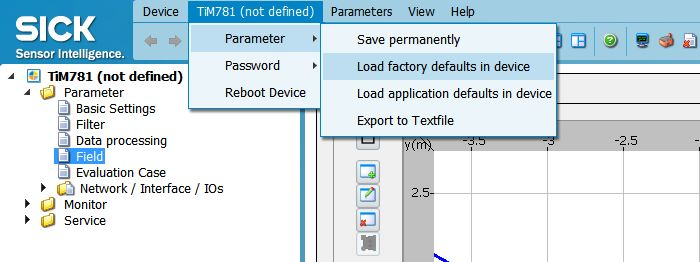 SICK
Sensor Intelligence.
Device TiM781 (not defined) Parameters View Help
Parameter
Password
Reboot Device
Save permanently
Load factory defaults in device
Load application defaults in device
Export to Textfile
TiM781 (not defined)
Parameter
Basic Settings
Filter
Data processing
Field
Evaluation Case
Network / Interface / IOs
Monitor
Service
y(m) -3.5 -3 -2.5
2.5